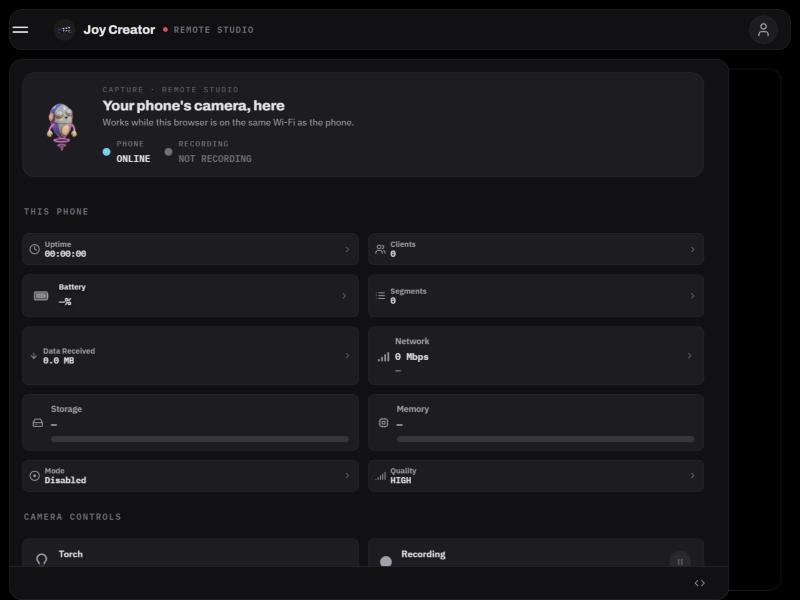 Joy Creator
REMOTE STUDIO
CAPTURE · REMOTE STUDIO
Your phone's camera, here
Works while this browser is on the same Wi-Fi as the phone.
PHONE
ONLINE
RECORDING
NOT RECORDING
THIS PHONE
Uptime
00:00:00
Clients
0
Battery
—%
Segments
0
Data Received
0.0 MB
Network
0 Mbps
—
Storage
—
Memory
—
Mode
Disabled
Quality
HIGH
CAMERA CONTROLS
Torch
Recording